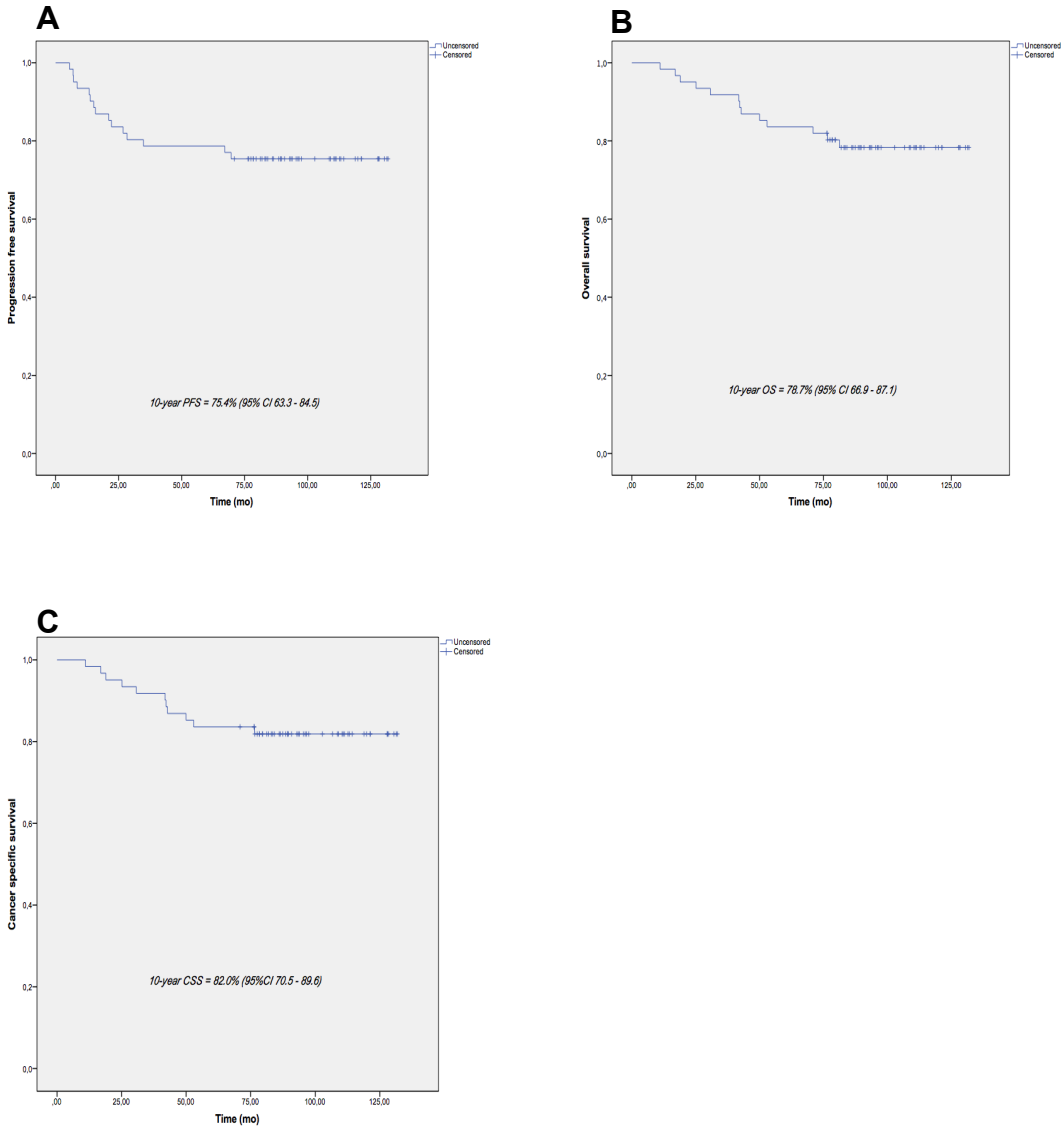 A
Uncensored
Censored
1,0
0,8
0,6
0,4
0,2
0,0
Progression free survival
10-year PFS = 75.4% (95% CI 63.3 - 84.5)
,00 25,00 50,00 75,00 100,00 125,00
Time (mo)
B
Uncensored
Censored
1,0
0,8
0,6
0,4
0,2
0,0
Overall survival
10-year OS = 78.7% (95% CI 66.9 - 87.1)
,00 25,00 50,00 75,00 100,00 125,00
Time (mo)
C
Uncensored
Censored
1,0
0,8
0,6
0,4
0,2
0,0
Cancer specific survival
10-year CSS = 82.0% (95%CI 70.5 - 89.6)
,00 25,00 50,00 75,00 100,00 125,00
Time (mo)